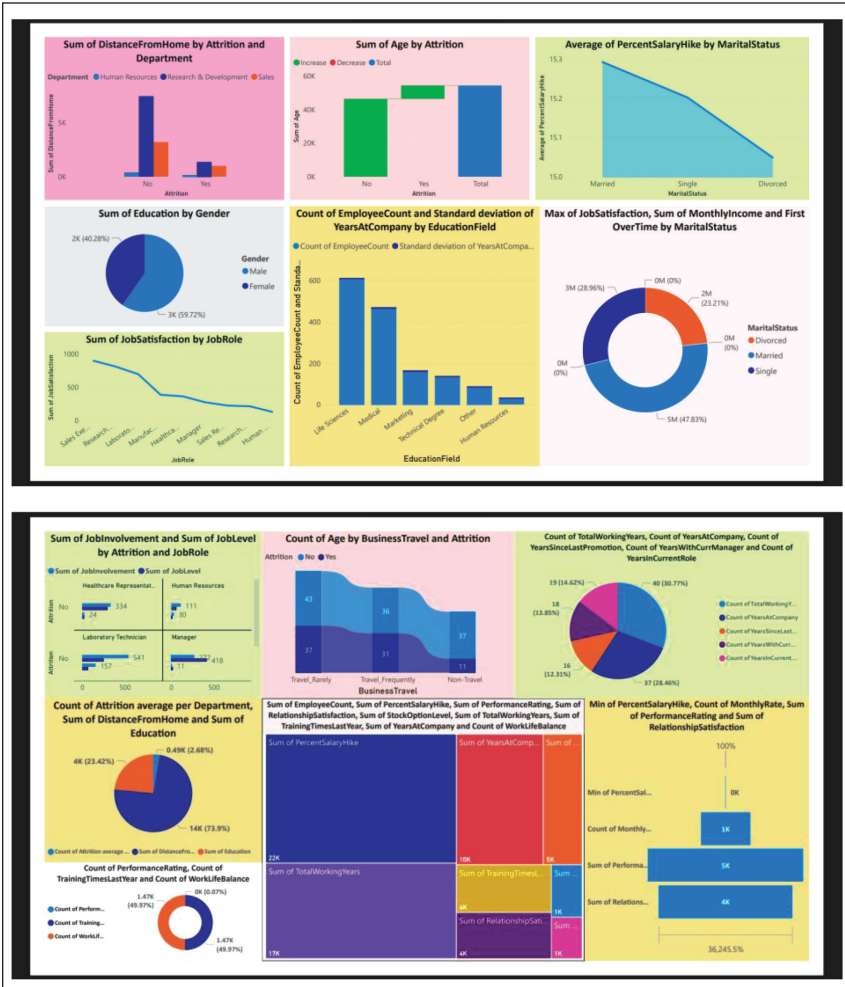 Sum of DistanceFromHome by Attrition and
Department
Department Human Resources Research & Development Sales
Sum of DistanceFromHome
5K
0K
No Yes
Attrition
Sum of Age by Attrition
Increase Decrease Total
Sum of Age
60K
40K
20K
0K
No Yes Total
Attrition
Average of PercentSalaryHike by MaritalStatus
Average of PercentSalaryHike
15.3
15.2
15.1
15.0
Married Single Divorced
MaritalStatus
Sum of Education by Gender
2K (40.28%)
3K (59.72%)
Gender
Male
Female
Sum of JobSatisfaction by JobRole
Sum of JobSatisfaction
1000
500
0
Sales Exe... Research... Laborato... Manufac... Healthca... Manager Sales Re... Research... Human ...
JobRole
Count of EmployeeCount and Standard deviation of
YearsAtCompany by EducationField
Count of EmployeeCount Standard deviation of YearsAtCompa...
Count of EmployeeCount and Standa...
600
400
200
0
Life Sciences Medical Marketing Technical Degree Other Human Resources
EducationField
Max of JobSatisfaction, Sum of MonthlyIncome and First
OverTime by MaritalStatus
0M (0%)
3M (28.96%)
2M
(23.21%)
0M
(0%)
0M
(0%)
5M (47.83%)
MaritalStatus
Divorced
Married
Single
Sum of JobInvolvement and Sum of JobLevel
by Attrition and JobRole
Sum of JobInvolvement Sum of JobLevel
Healthcare Representat... Human Resources
Attrition
No 334 111
24 30
Laboratory Technician Manager
Attrition
No 541 418
157 11
0 500 0 500
Count of Age by BusinessTravel and Attrition
Attrition No Yes
43 36 37
37 31 11
Travel_Rarely Travel_Frequently Non-Travel
BusinessTravel
Count of TotalWorkingYears, Count of YearsAtCompany, Count of
YearsSinceLastPromotion, Count of YearsWithCurrManager and Count of
YearsInCurrentRole
19 (14.62%)
40 (30.77%)
18
(13.85%)
16
(12.31%)
37 (28.46%)
Count of TotalWorkingY...
Count of YearsAtCompany
Count of YearsSinceLast...
Count of YearsWithCurr...
Count of YearsInCurrent...
Count of Attrition average per Department,
Sum of DistanceFromHome and Sum of
Education
0.49K (2.68%)
4K (23.42%)
14K (73.9%)
Count of Attrition average ... Sum of DistanceFro... Sum of Education
Count of PerformanceRating, Count of
TrainingTimesLastYear and Count of WorkLifeBalance
0K (0.07%)
1.47K
(49.97%)
1.47K
(49.97%)
Count of Perform...
Count of Training...
Count of WorkLif...
Sum of EmployeeCount, Sum of PercentSalaryHike, Sum of PerformanceRating, Sum of
RelationshipSatisfaction, Sum of StockOptionLevel, Sum of TotalWorkingYears, Sum of
TrainingTimesLastYear, Sum of YearsAtCompany and Count of WorkLifeBalance
Sum of PercentSalaryHike
22K
Sum of YearsAtComp...
10K
Sum of ...
5K
Sum of TotalWorkingYears
17K
Sum of TrainingTimesL...
4K
Sum ...
1K
Sum of RelationshipSati...
4K
Sum ...
1K
Min of PercentSalaryHike, Count of MonthlyRate, Sum
of PerformanceRating and Sum of
RelationshipSatisfaction
100%
Min of PercentSal...
0K
Count of Monthly...
1K
Sum of Performa...
5K
Sum of Relations...
4K
36,245.5%